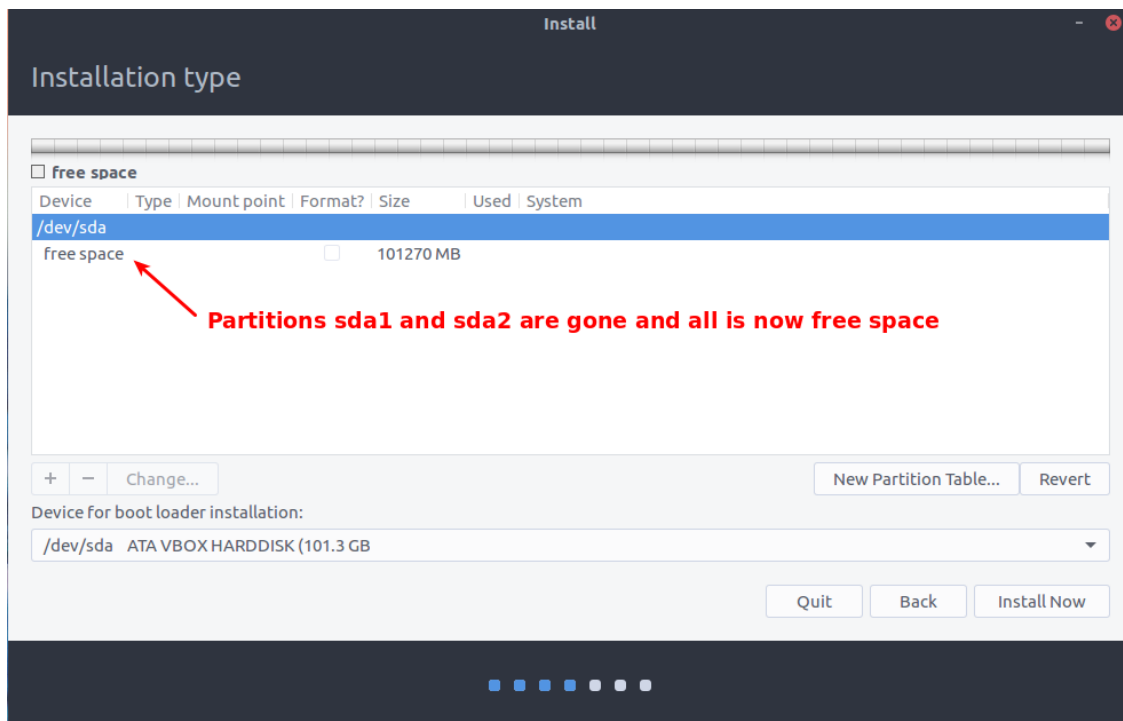 Install
Installation type
free space
Device Type Mount point Format? Size Used System
/dev/sda
free space 101270 MB
Partitions sda1 and sda2 are gone and all is now free space
+ − Change... New Partition Table... Revert
Device for boot loader installation:
/dev/sda ATA VBOX HARDDISK (101.3 GB
Quit Back Install Now